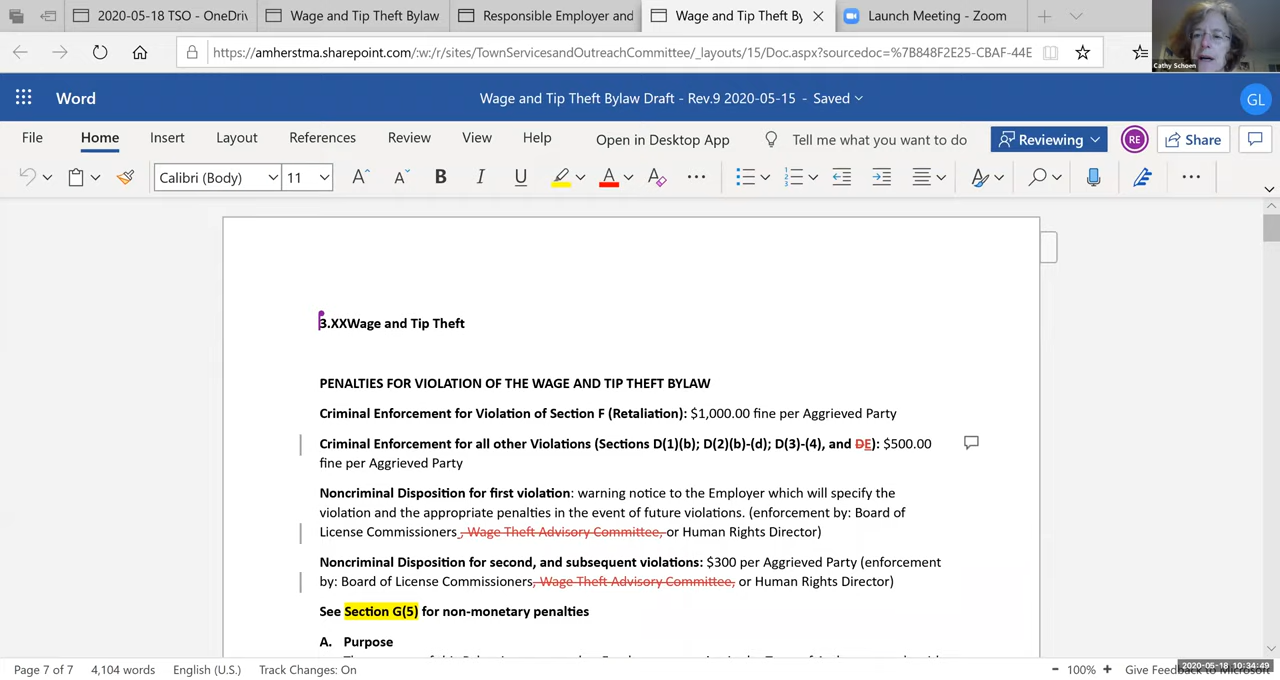 2020-05-18 TSO - OneDriv
Wage and Tip Theft Bylaw
Responsible Employer and
Wage and Tip Theft By
Launch Meeting - Zoom
https://amherstma.sharepoint.com/:w:/r/sites/TownServicesandOutreachCommittee/_layouts/15/Doc.aspx?sourcedoc=%7B848F2E25-CBAF-44E
Cathy Schoen
Word
Wage and Tip Theft Bylaw Draft - Rev.9 2020-05-15 - Saved
GL
File Home Insert Layout References Review View Help Open in Desktop App Tell me what you want to do Reviewing RE Share
Calibri (Body) 11 A A B I U A A
3.XXWage and Tip Theft
PENALTIES FOR VIOLATION OF THE WAGE AND TIP THEFT BYLAW
Criminal Enforcement for Violation of Section F (Retaliation): $1,000.00 fine per Aggrieved Party
Criminal Enforcement for all other Violations (Sections D(1)(b); D(2)(b)-(d); D(3)-(4), and DE): $500.00
fine per Aggrieved Party
Noncriminal Disposition for first violation: warning notice to the Employer which will specify the
violation and the appropriate penalties in the event of future violations. (enforcement by: Board of
License Commissioners , Wage Theft Advisory Committee, or Human Rights Director)
Noncriminal Disposition for second, and subsequent violations: $300 per Aggrieved Party (enforcement
by: Board of License Commissioners, Wage Theft Advisory Committee, or Human Rights Director)
See Section G(5) for non-monetary penalties
A. Purpose
Page 7 of 7 4,104 words English (U.S.) Track Changes: On - 100% + Give Feedback to Microsoft
2020-05-18 10:34:49